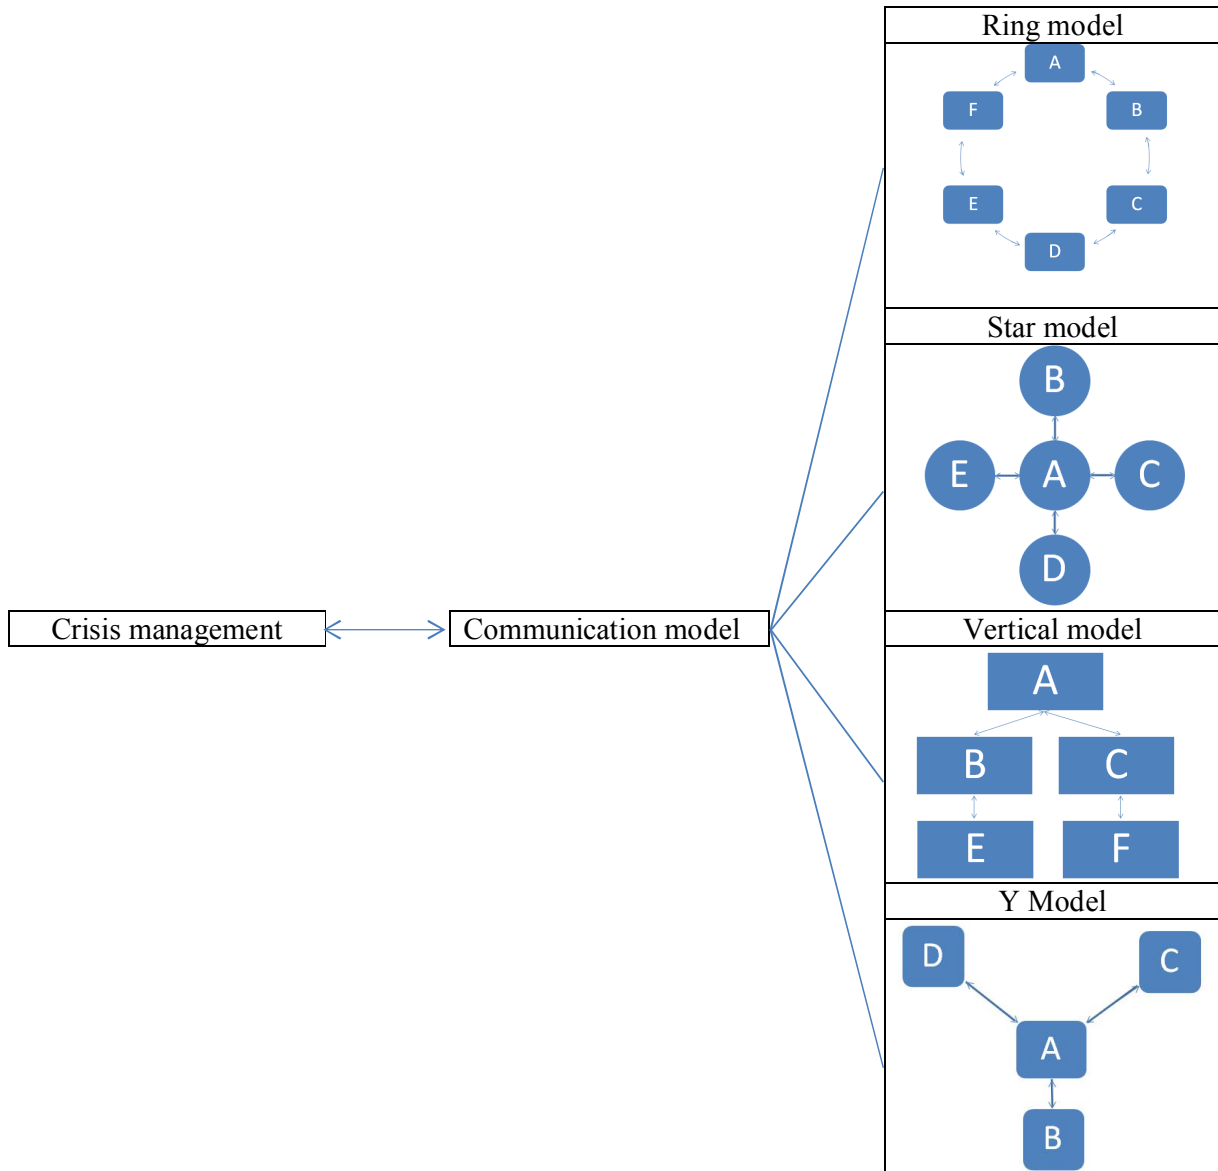 Ring model
A
F
B
E
C
D
Star model
B
E
A
C
D
Crisis management
Communication model
Vertical model
A
B
C
E
F
Y Model
D
C
A
B